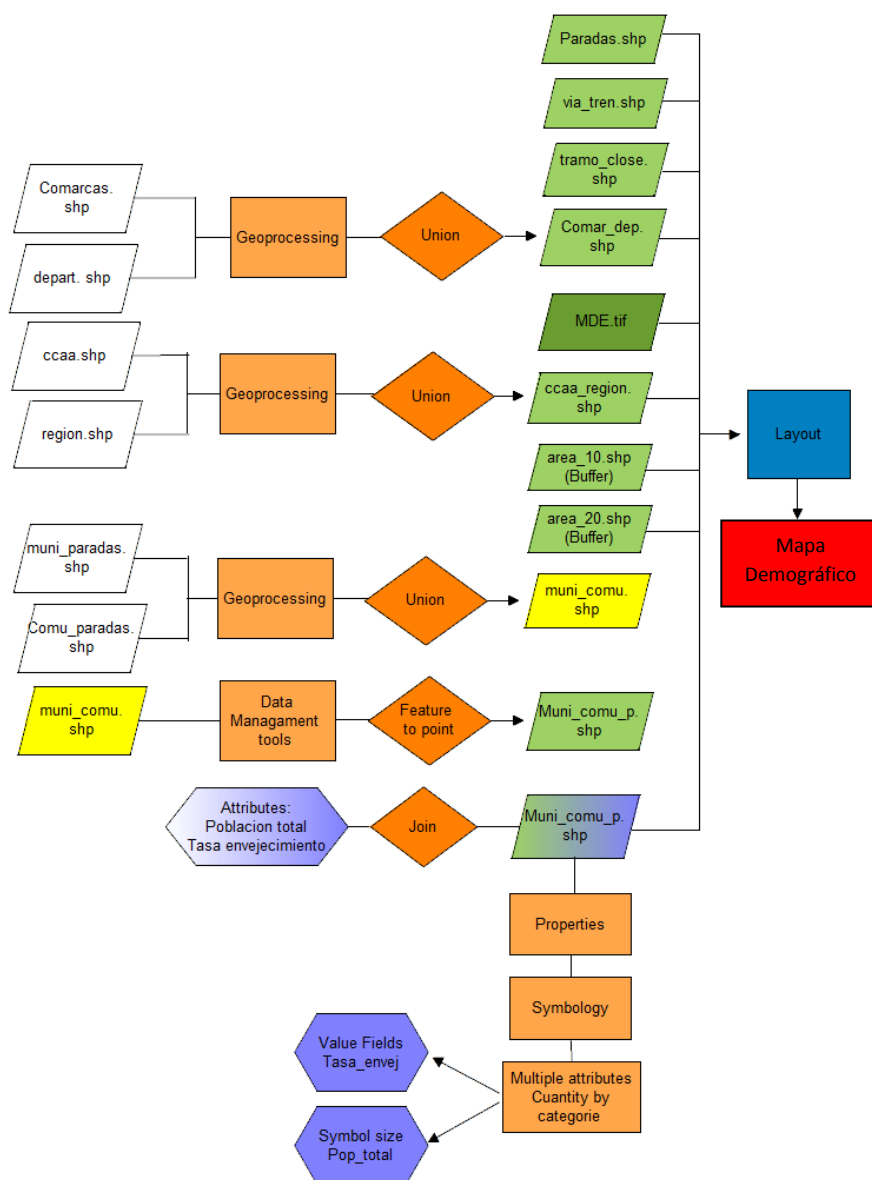 Paradas.shp
via_tren.shp
tramo_close.
shp
Comarcas.
shp
Geoprocessing
Union
Comar_dep.
shp
depart. shp
MDE.tif
ccaa.shp
Geoprocessing
Union
ccaa_region.
shp
region.shp
Layout
area_10.shp
(Buffer)
area_20.shp
(Buffer)
Mapa
Demográfico
muni_paradas.
shp
Geoprocessing
Union
muni_comu.
shp
Comu_paradas.
shp
muni_comu.
shp
Data
Managament
tools
Feature
to point
Muni_comu_p.
shp
Attributes:
Poblacion total
Tasa envejecimiento
Join
Muni_comu_p.
shp
Properties
Symbology
Value Fields
Tasa_envej
Multiple attributes
Cuantity by
categorie
Symbol size
Pop_total